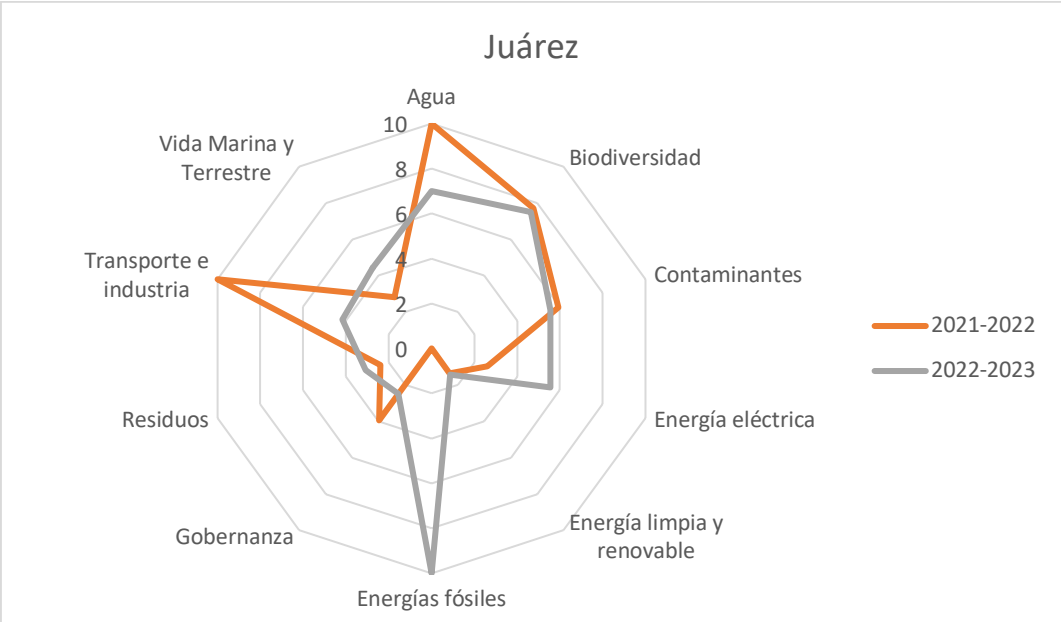 Juárez
Agua
10
8
6
4
2
0
Biodiversidad
Contaminantes
Energía eléctrica
Energía limpia y
renovable
Energías fósiles
Gobernanza
Residuos
Transporte e
industria
Vida Marina y
Terrestre
2021-2022
2022-2023